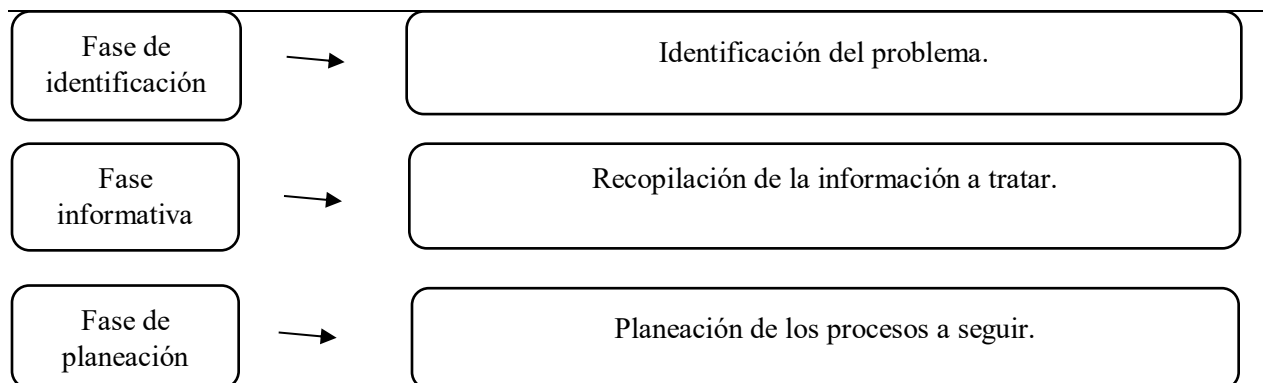 Fase de
identificación
Identificación del problema.
Fase
informativa
Recopilación de la información a tratar.
Fase de
planeación
Planeación de los procesos a seguir.